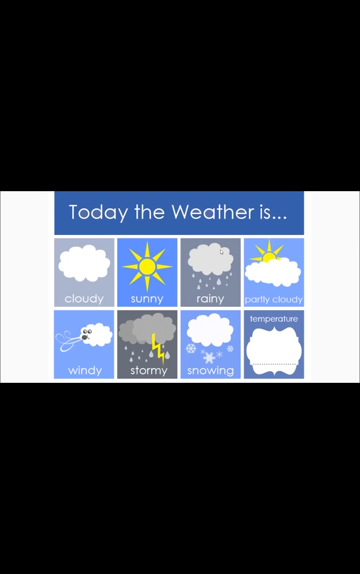 Today the Weather is...
cloudy
sunny
rainy
partly cloudy
windy
stormy
snowing
temperature